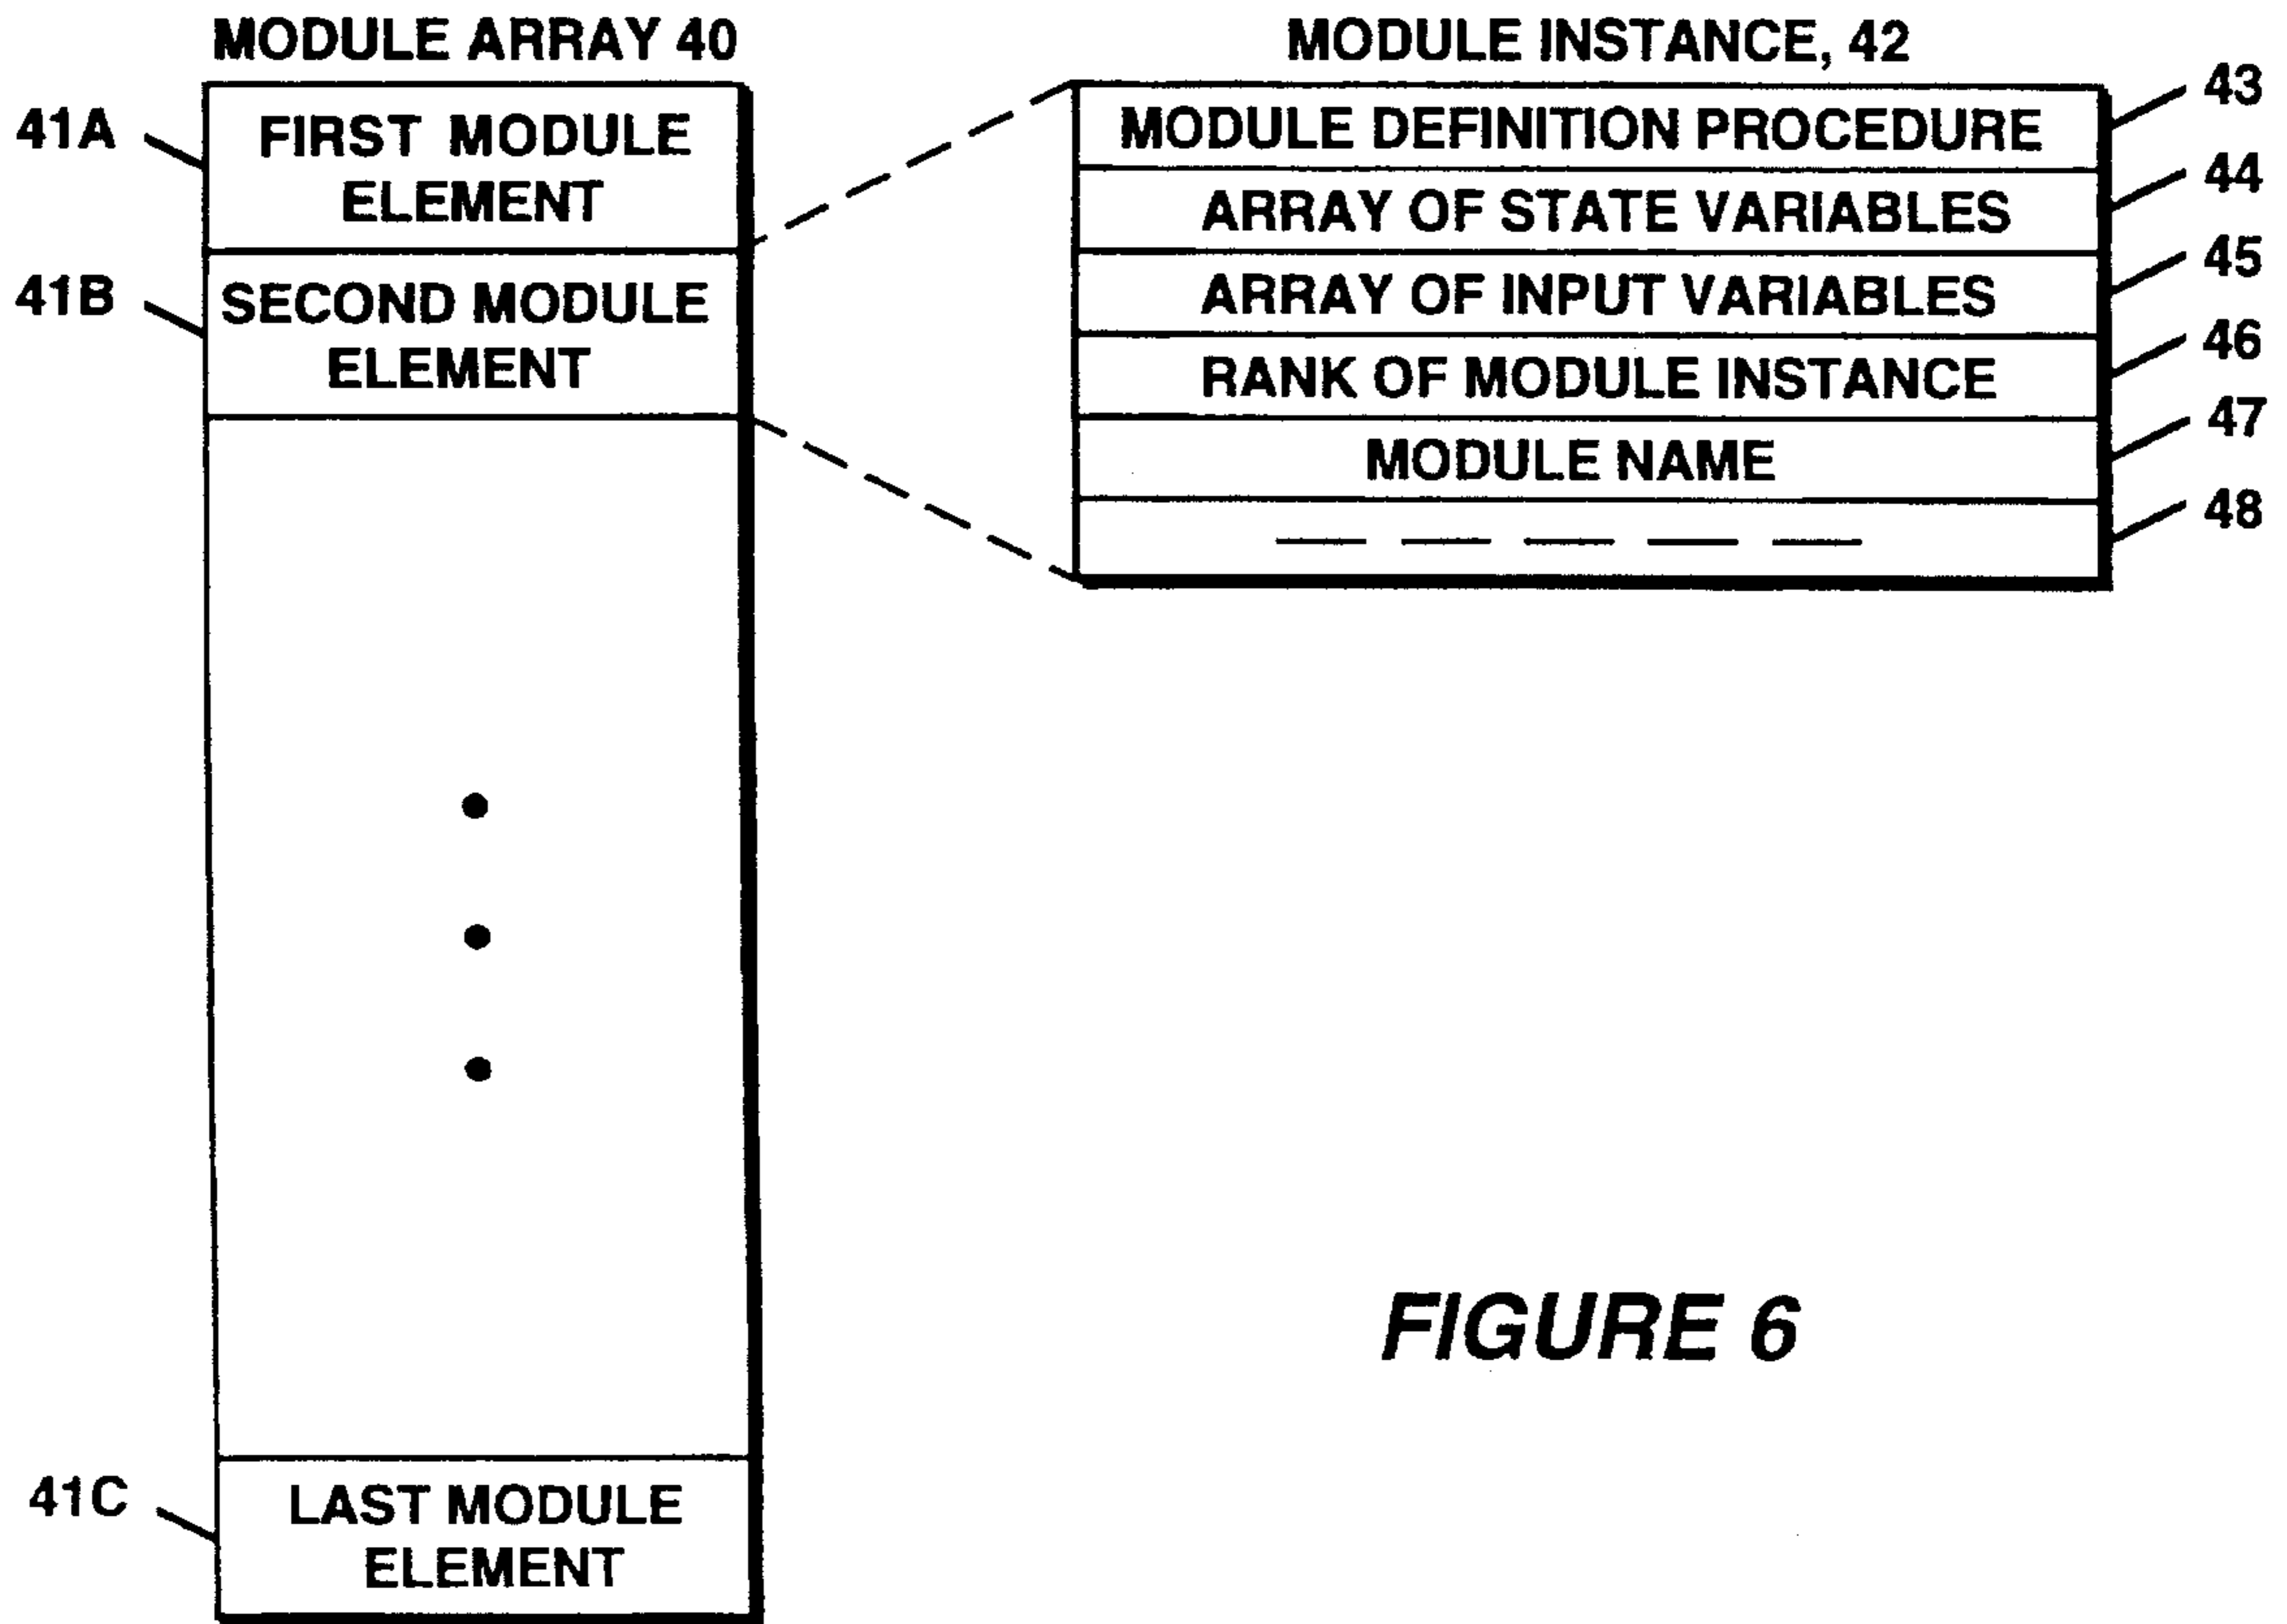 MODULE ARRAY 40
41A
FIRST MODULE
ELEMENT
41B
SECOND MODULE
ELEMENT
41C
LAST MODULE
ELEMENT
MODULE INSTANCE, 42
MODULE DEFINITION PROCEDURE
43
ARRAY OF STATE VARIABLES
44
ARRAY OF INPUT VARIABLES
45
RANK OF MODULE INSTANCE
46
MODULE NAME
47
48
FIGURE 6